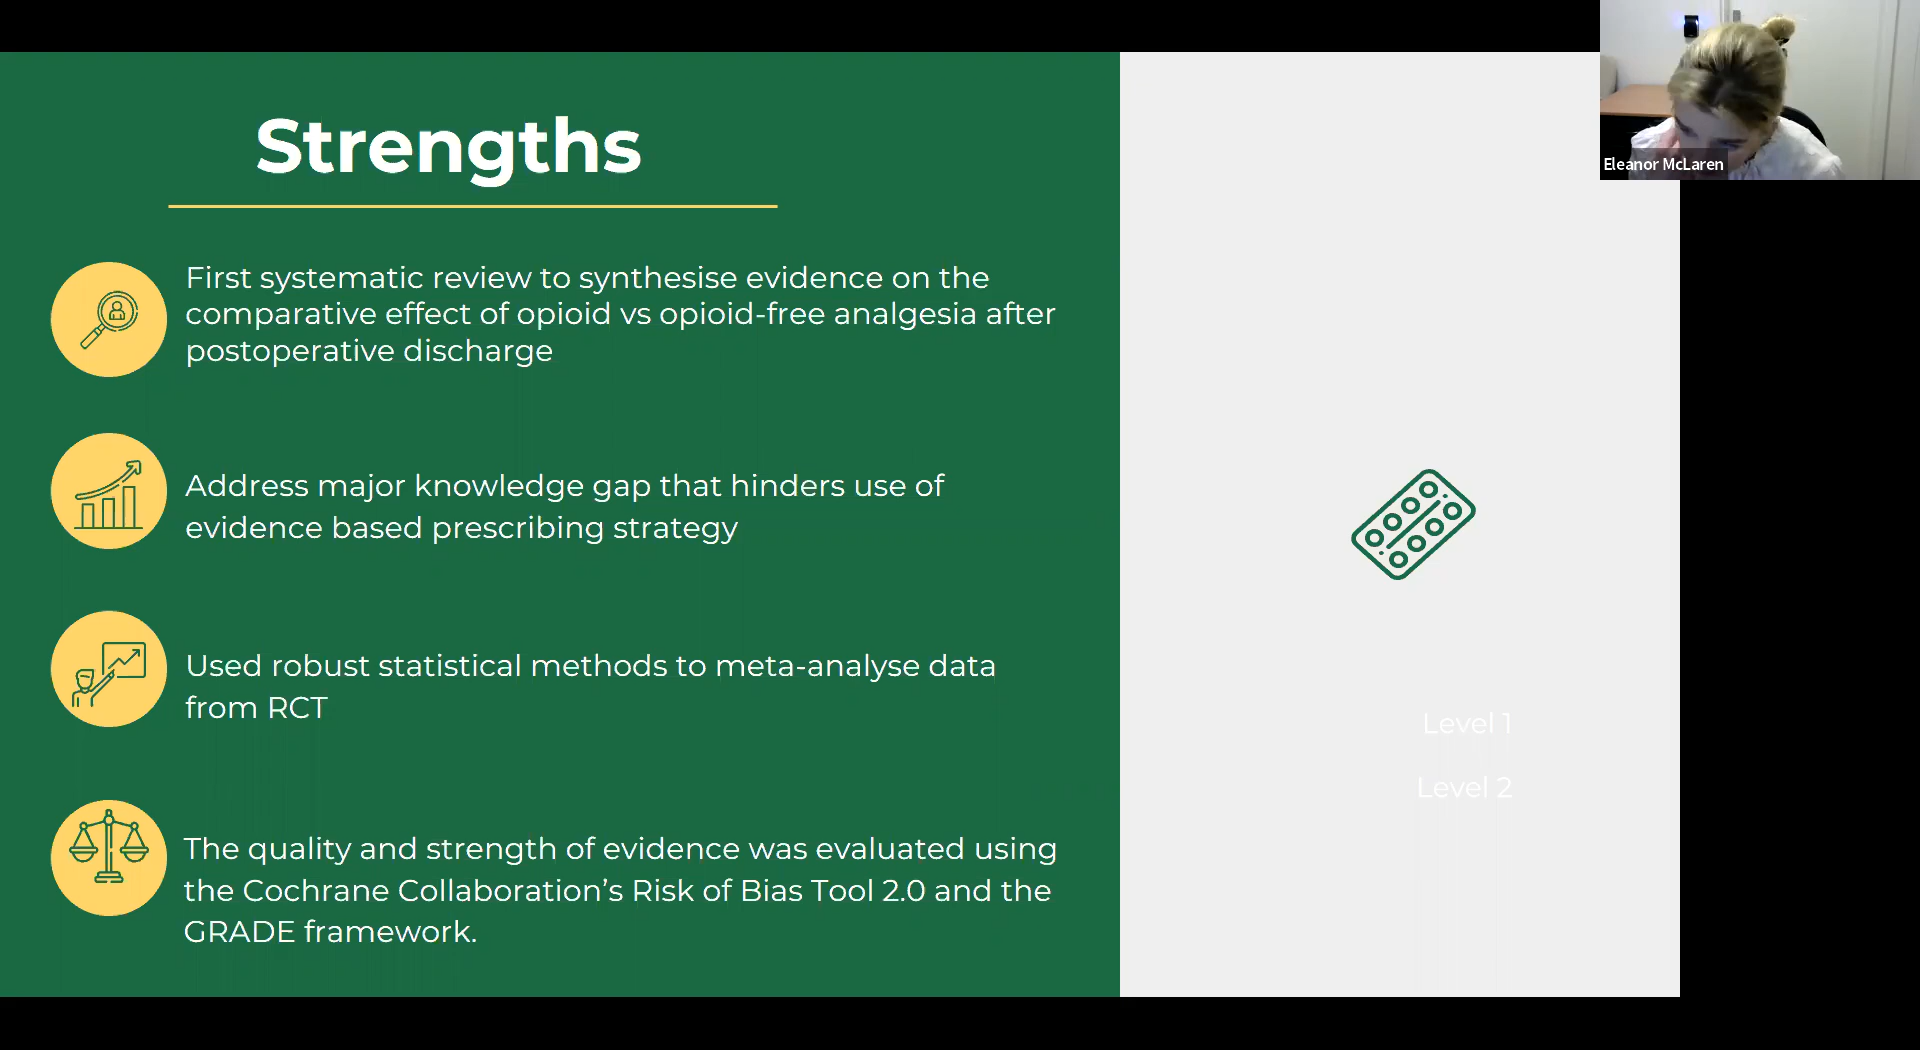 Strengths
First systematic review to synthesise evidence on the
comparative effect of opioid vs opioid-free analgesia after
postoperative discharge
Address major knowledge gap that hinders use of
evidence based prescribing strategy
Used robust statistical methods to meta-analyse data
from RCT
The quality and strength of evidence was evaluated using
the Cochrane Collaboration’s Risk of Bias Tool 2.0 and the
GRADE framework.
Level 1
Level 2
Eleanor McLaren